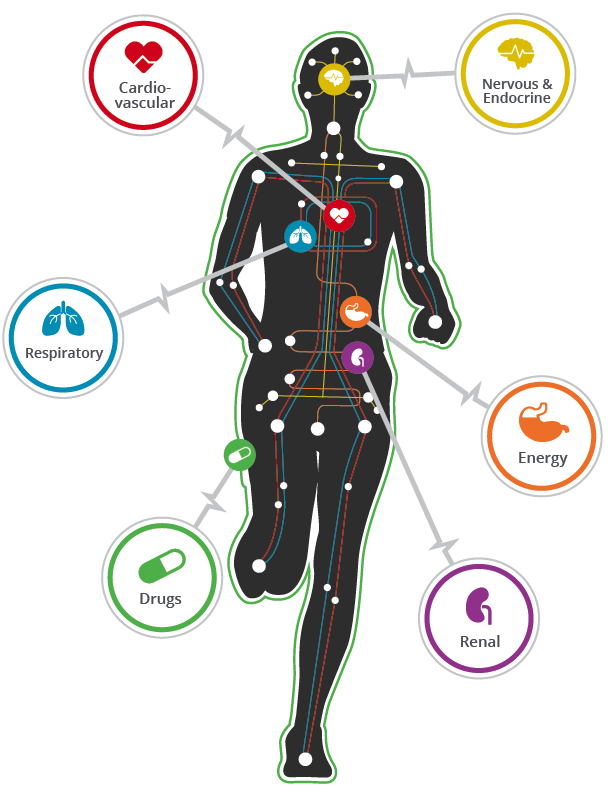 Cardio-
vascular
Nervous &
Endocrine
Respiratory
Energy
Drugs
Renal